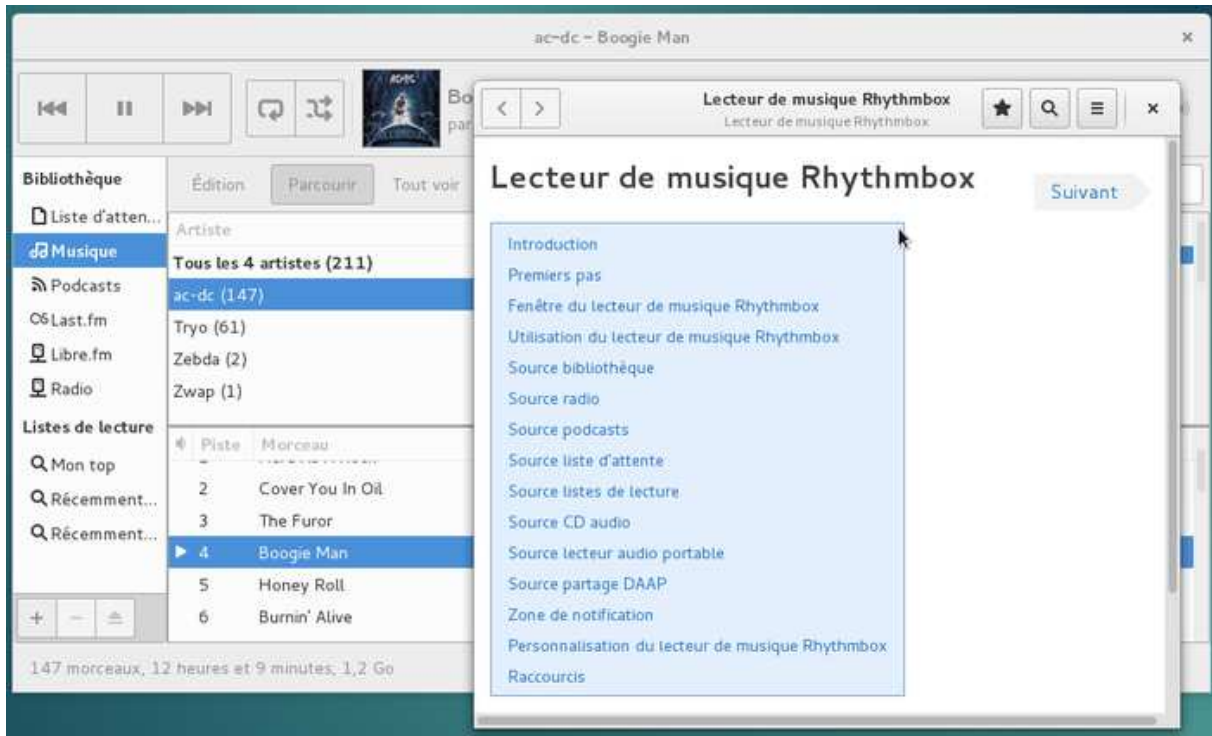 ac-dc – Boogie Man
Bo
par
Bibliothèque
Liste d'atten...
Musique
Podcasts
Last.fm
Libre.fm
Radio
Listes de lecture
Mon top
Récemment...
Récemment...
147 morceaux, 12 heures et 9 minutes, 1,2 Go
Édition Parcourir Tout voir
Artiste
Tous les 4 artistes (211)
ac-dc (147)
Tryo (61)
Zebda (2)
Zwap (1)
Piste Morceau
2 Cover You In Oil
3 The Furor
4 Boogie Man
5 Honey Roll
6 Burnin' Alive
Lecteur de musique Rhythmbox
Lecteur de musique Rhythmbox
Lecteur de musique Rhythmbox
Suivant
Introduction
Premiers pas
Fenêtre du lecteur de musique Rhythmbox
Utilisation du lecteur de musique Rhythmbox
Source bibliothèque
Source radio
Source podcasts
Source liste d'attente
Source listes de lecture
Source CD audio
Source lecteur audio portable
Source partage DAAP
Zone de notification
Personnalisation du lecteur de musique Rhythmbox
Raccourcis